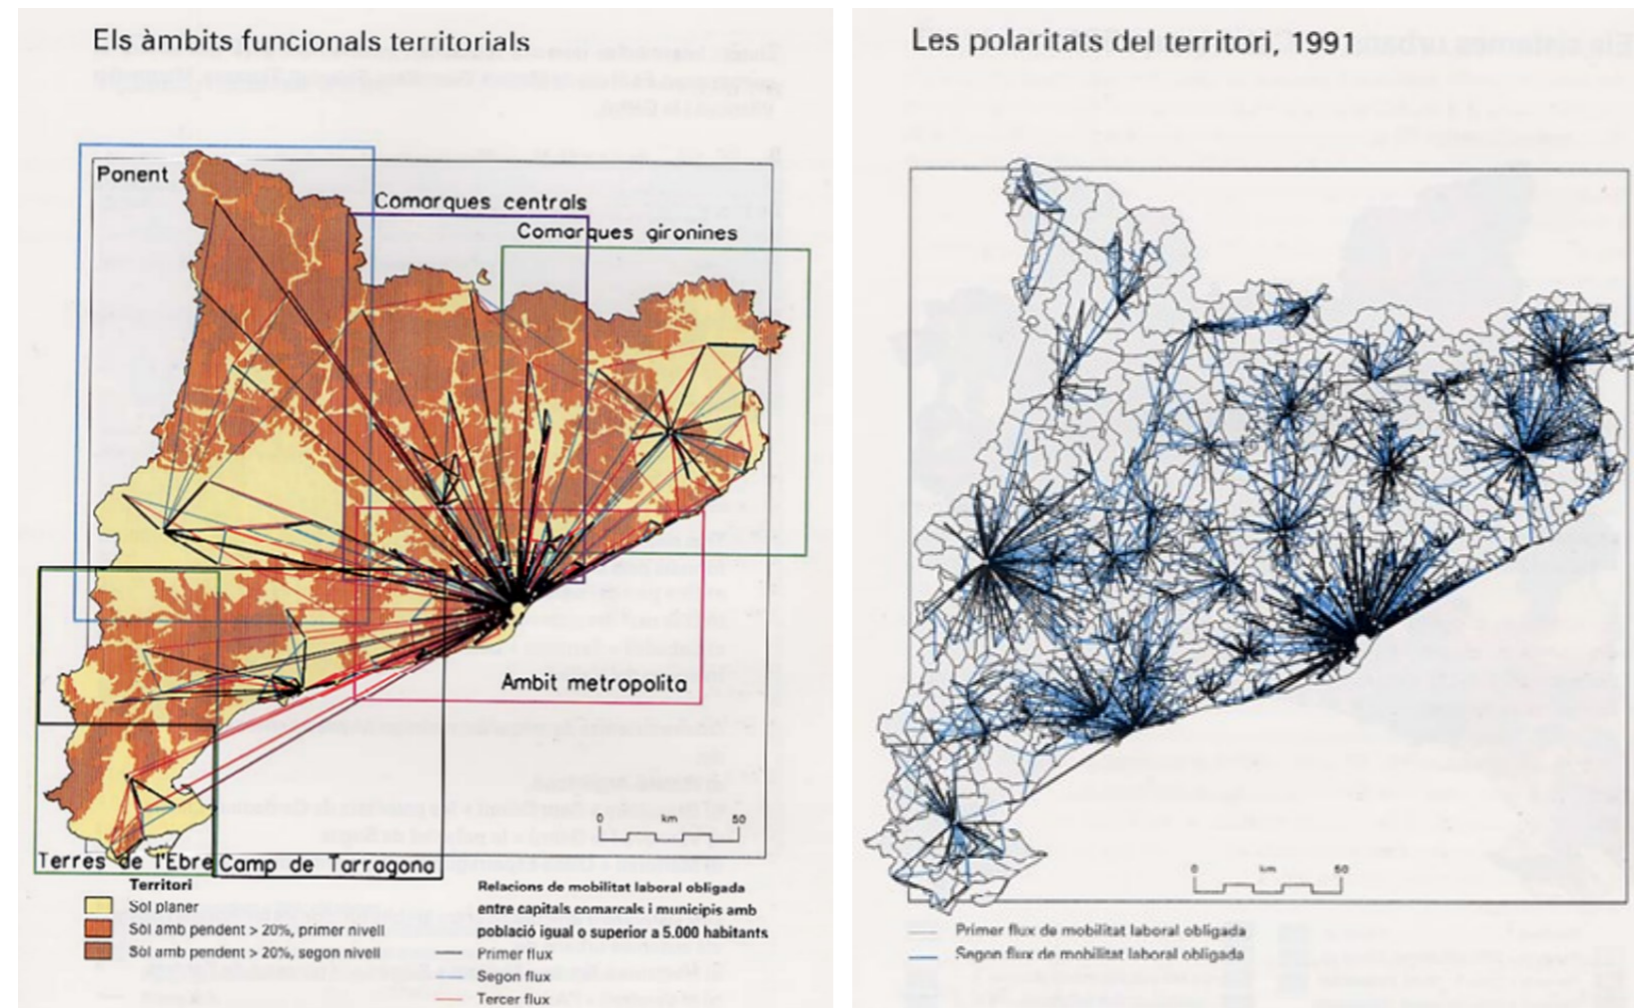 Els àmbits funcionals territorials
Ponent
Comarques centrals
Comarques gironines
Ambit metropolita
0 km 50
Terres de l'Ebre
Camp de Tarragona
Territori
Sòl planer
Sòl amb pendent > 20%, primer nivell
Sòl amb pendent > 20%, segon nivell
Relacions de mobilitat laboral obligada
entre capitals comarcals i municipis amb
població igual o superior a 5.000 habitants
Primer flux
Segon flux
Tercer flux
Les polaritats del territori, 1991
0 km 50
Primer flux de mobilitat laboral obligada
Segon flux de mobilitat laboral obligada